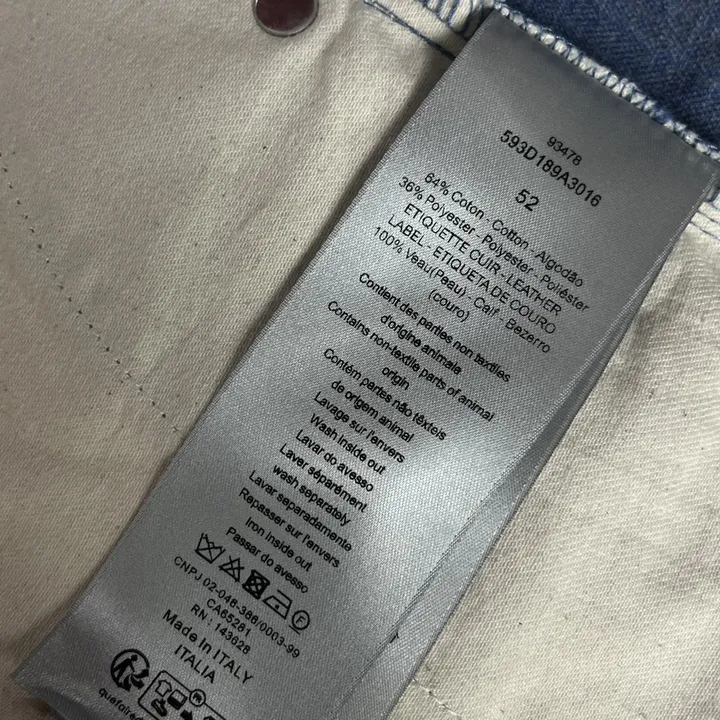 93478
593D189A3016
52
64% Coton - Cotton - Algodão
36% Polyester - Polyester - Poliéster
ETIQUETTE CUIR - LEATHER
LABEL - ETIQUETA DE COURO
100% Veau(Peau) - Calf - Bezerro
(couro)
Contient des parties non textiles
d'origine animale
Contains non-textile parts of animal
origin
Contém partes não têxteis
de origem animal
Lavage sur l'envers
Wash inside out
Lavar do avesso
Laver séparément
wash separately
Lavar separadamente
Repasser sur l'envers
Iron inside out
Passar do avesso
CNPJ 02-046-386/0003-99
CA65281
RN : 143628
Made in ITALY
ITALIA